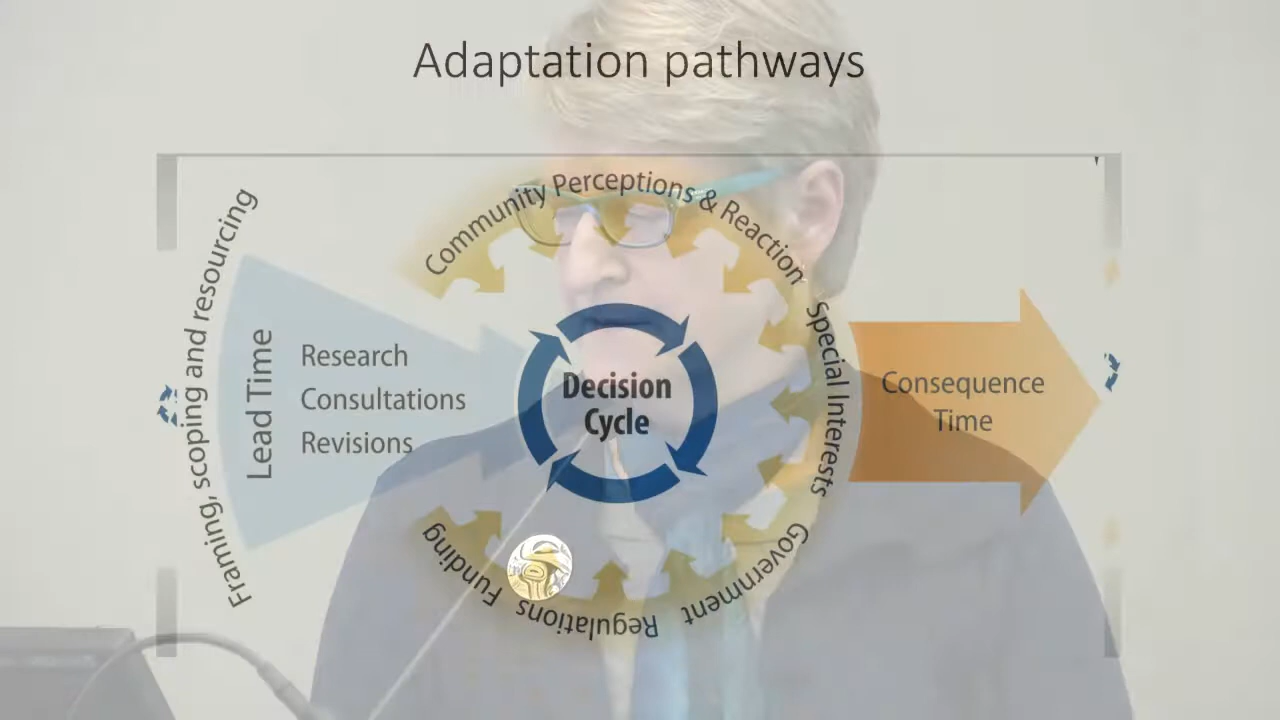 Adaptation pathways
Framing, scoping and resourcing
Lead Time
Research
Consultations
Revisions
Decision
Cycle
Community Perceptions & Reaction
Special Interests
Government
Regulations
Funding
Consequence
Time